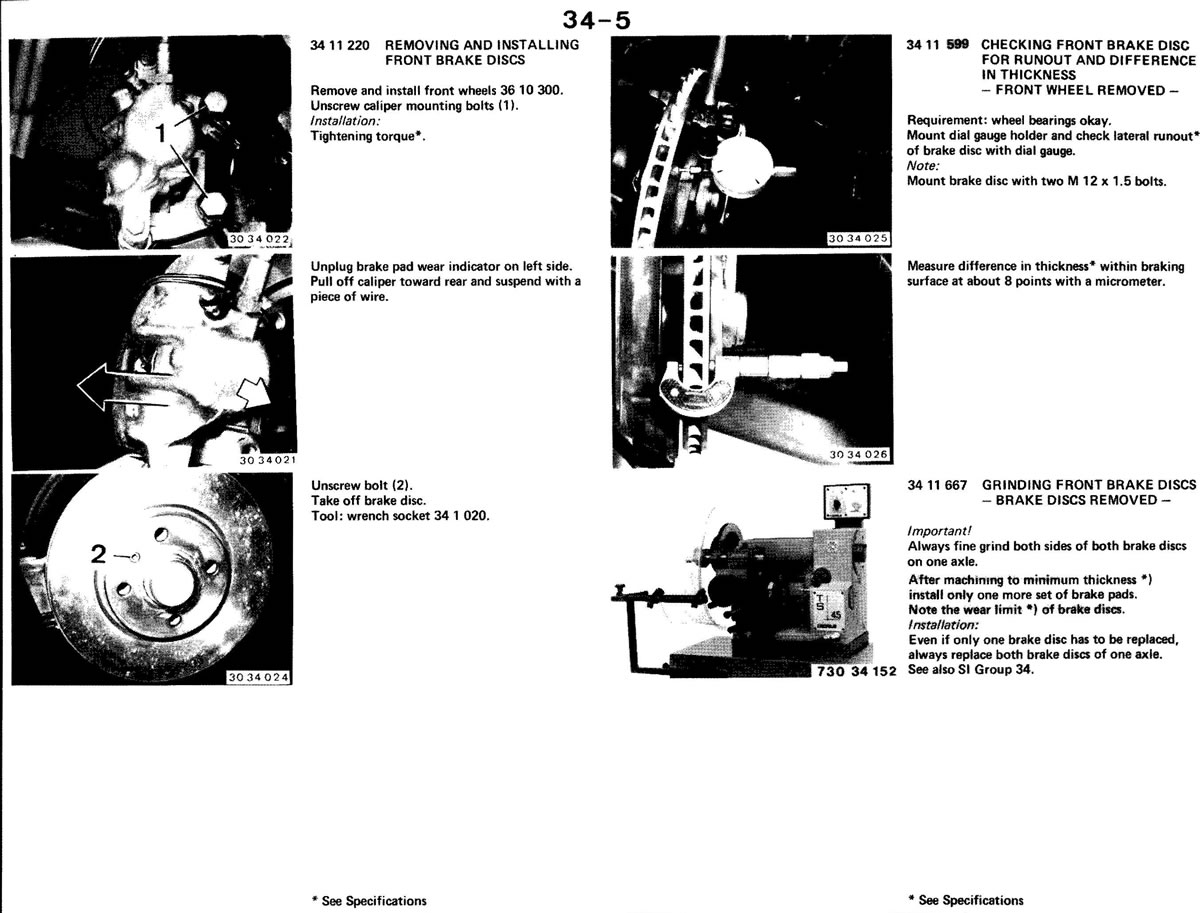 34-5
34 11 220 REMOVING AND INSTALLING
FRONT BRAKE DISCS
Remove and install front wheels 36 10 300.
Unscrew caliper mounting bolts (1).
Installation:
Tightening torque*.
1
30 34 022
Unplug brake pad wear indicator on left side.
Pull off caliper toward rear and suspend with a
piece of wire.
30 34 021
Unscrew bolt (2).
Take off brake disc.
Tool: wrench socket 34 1 020.
2
30 34 024
* See Specifications
34 11 599 CHECKING FRONT BRAKE DISC
FOR RUNOUT AND DIFFERENCE
IN THICKNESS
– FRONT WHEEL REMOVED –
Requirement: wheel bearings okay.
Mount dial gauge holder and check lateral runout*
of brake disc with dial gauge.
Note:
Mount brake disc with two M 12 x 1.5 bolts.
30 34 025
Measure difference in thickness* within braking
surface at about 8 points with a micrometer.
30 34 026
34 11 667 GRINDING FRONT BRAKE DISCS
– BRAKE DISCS REMOVED –
Important!
Always fine grind both sides of both brake discs
on one axle.
After machining to minimum thickness *)
install only one more set of brake pads.
Note the wear limit *) of brake discs.
Installation:
Even if only one brake disc has to be replaced,
always replace both brake discs of one axle.
See also SI Group 34.
T
S
45
730 34 152
* See Specifications